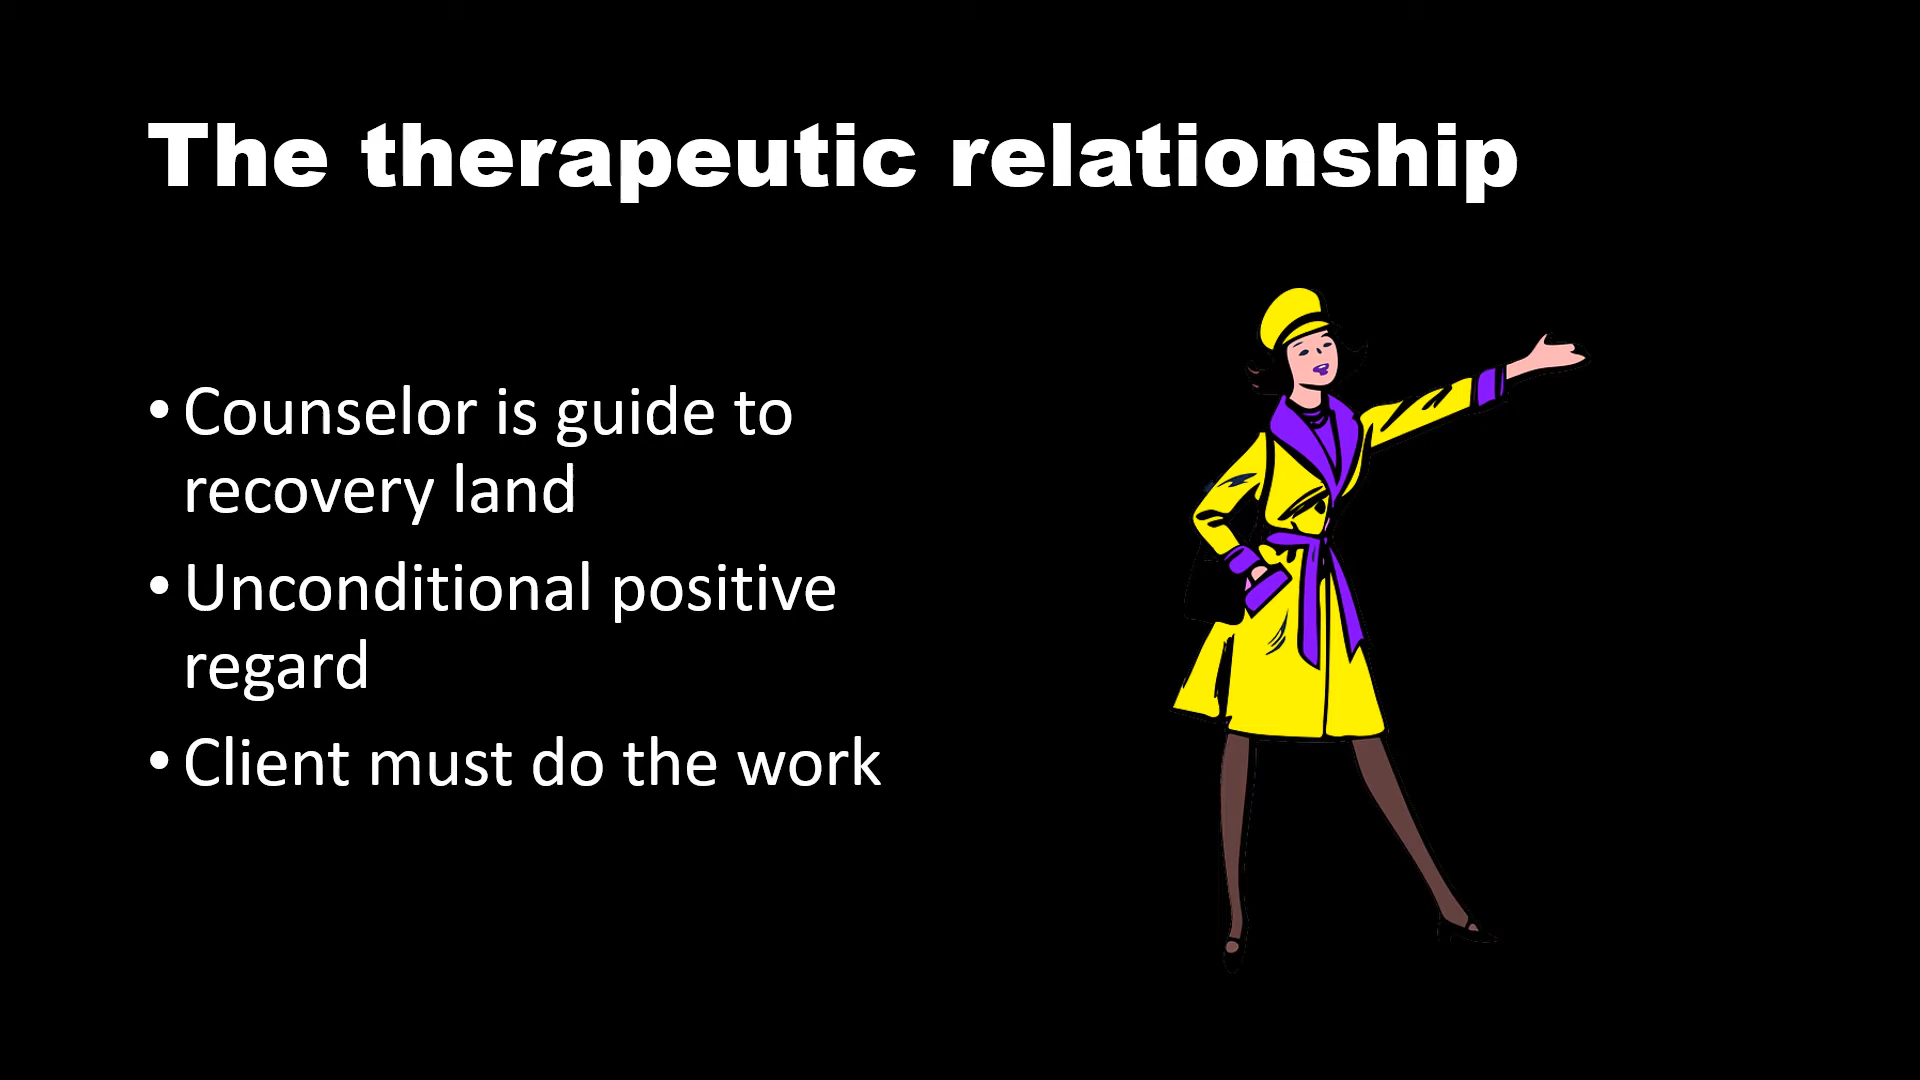 The therapeutic relationship
• Counselor is guide to
recovery land
• Unconditional positive
regard
• Client must do the work